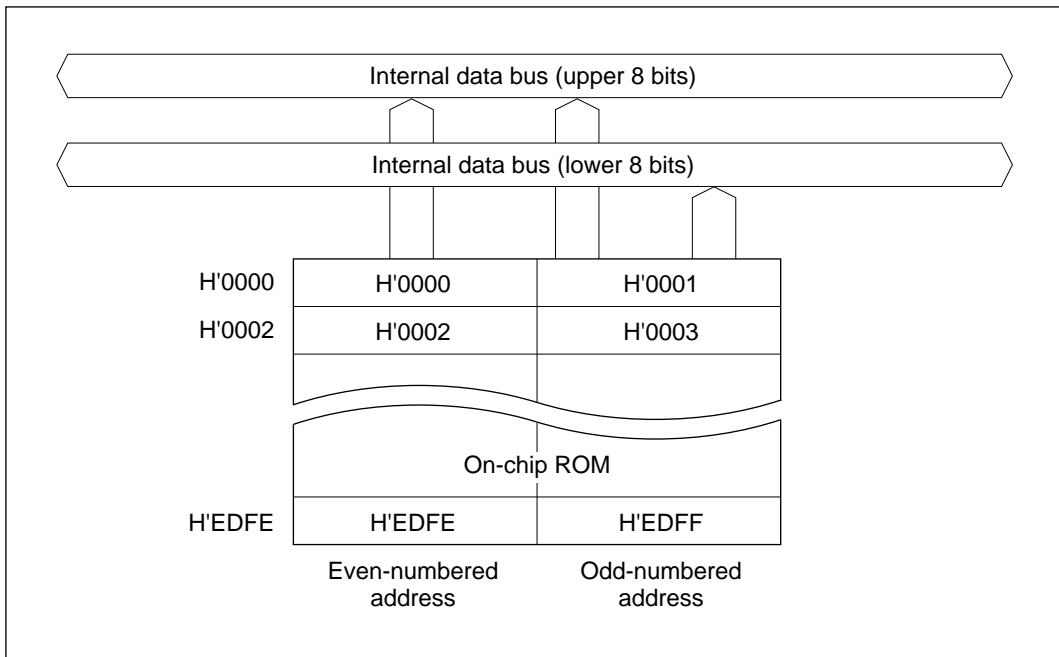 Internal data bus (upper 8 bits)
Internal data bus (lower 8 bits)
H'0000 H'0000 H'0001
H'0002 H'0002 H'0003
On-chip ROM
H'EDFE H'EDFE H'EDFF
Even-numbered address Odd-numbered address